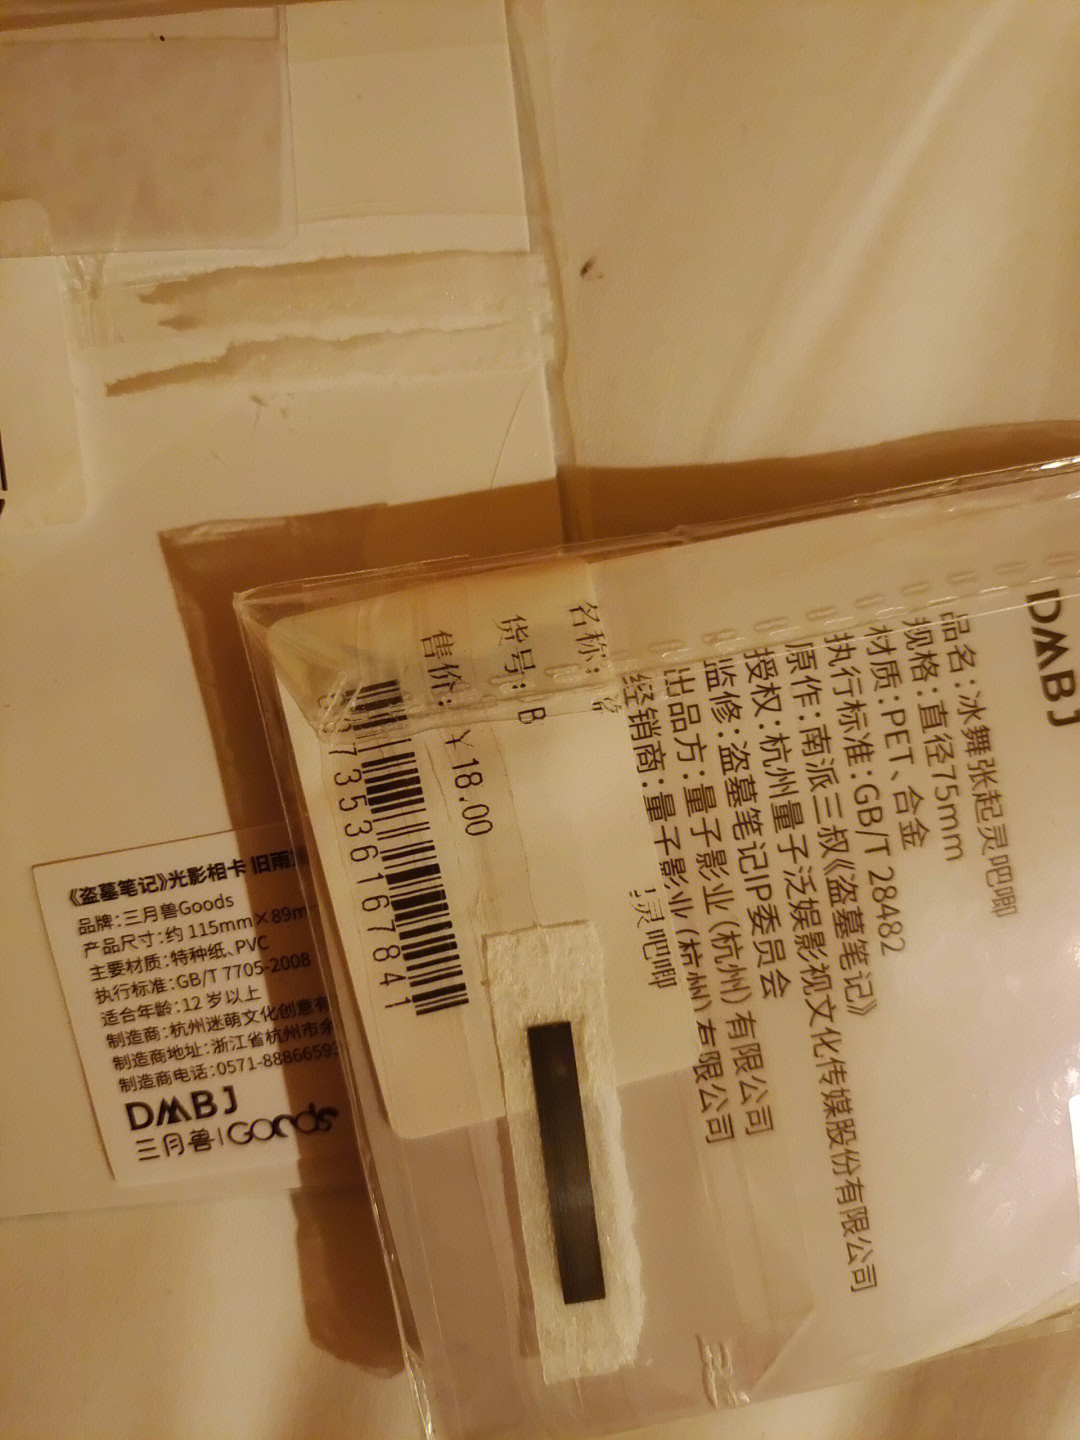 DMBJ
品名:冰舞张起灵吧唧
规格:直径75mm
材质:PET、合金
执行标准:GB/T 28482
原作:南派三叔《盗墓笔记》
授权:杭州量子泛娱影视文化传媒股份有限公司
监修:盗墓笔记IP委员会
出品方:量子影业(杭州)有限公司
经销商:量子影业(杭州)有限公司
名称:
灵吧唧
货号:B
售价:￥18.00
73536167841
《盗墓笔记》光影相卡 旧雨
品牌:三月兽Goods
产品尺寸:约 115mm×89m
主要材质:特种纸、PVC
执行标准:GB/T 7705-2008
适合年龄:12 岁以上
制造商:杭州迷萌文化创意有
制造商地址:浙江省杭州市余
制造商电话:0571-8886659
DMBJ
三月兽|Goods